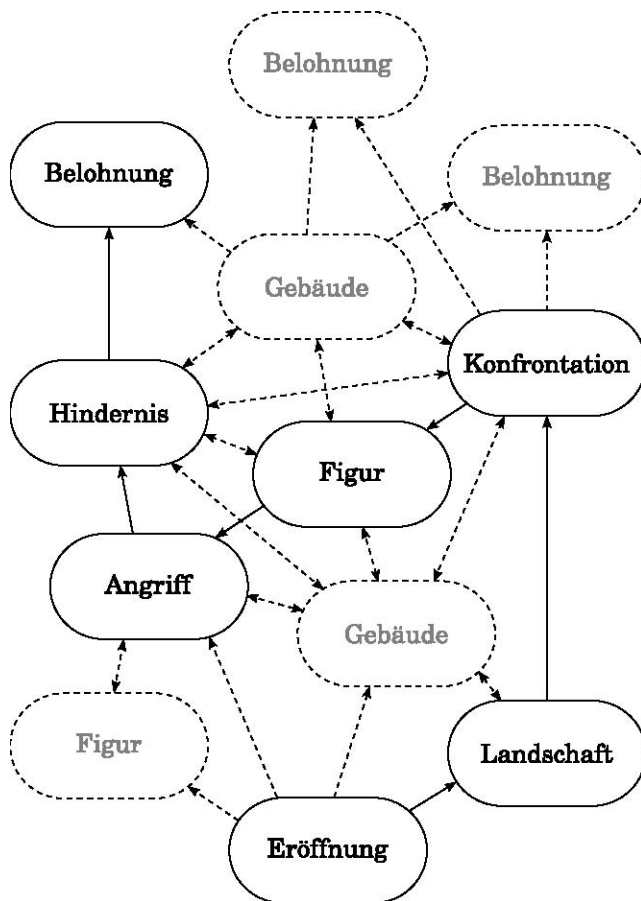 Belohnung
Belohnung
Belohnung
Gebäude
Konfrontation
Hindernis
Figur
Angriff
Gebäude
Figur
Landschaft
Eröffnung